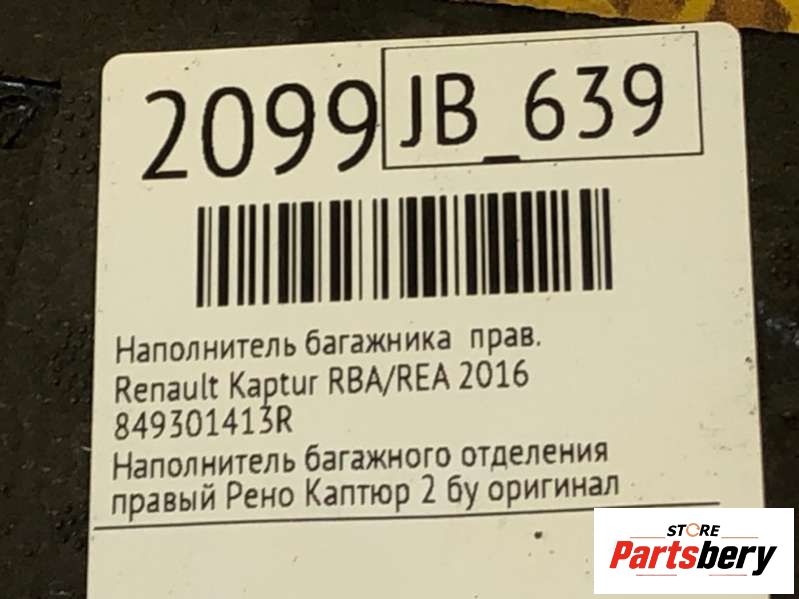 2099 JB_639
Наполнитель багажника прав.
Renault Kaptur RBA/REA 2016
849301413R
Наполнитель багажного отделения
правый Рено Каптюр 2 бу оригинал
STORE
Partsbery